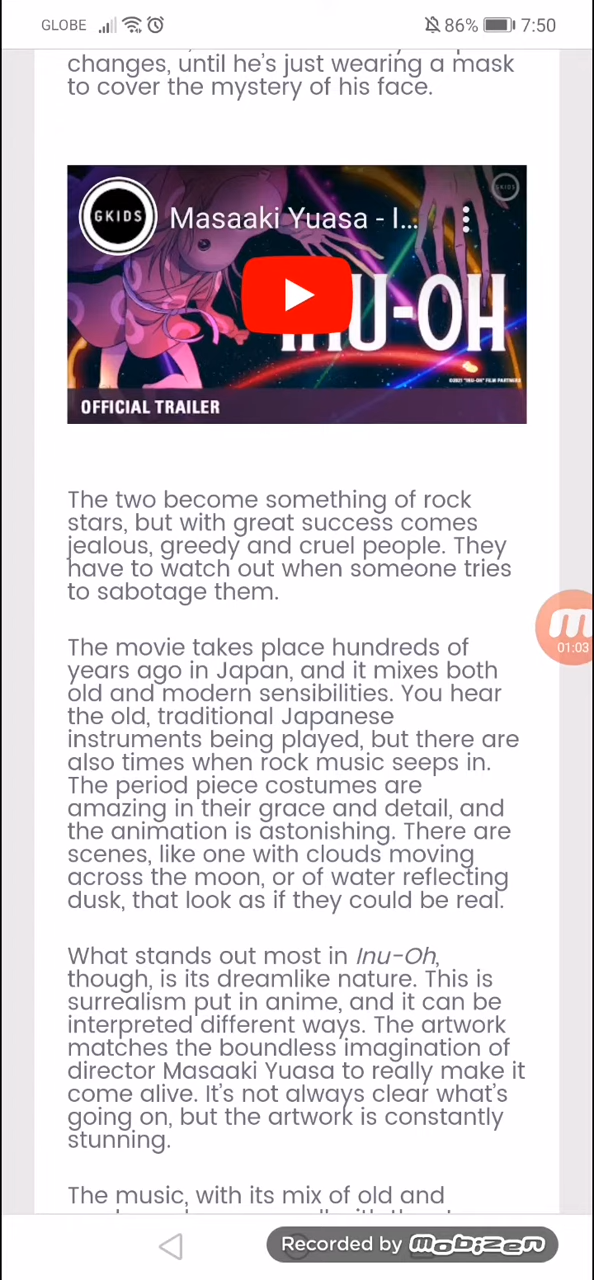 GLOBE 86% 7:50
changes, until he's just wearing a mask
to cover the mystery of his face.
GKIDS
Masaaki Yuasa - I...
GKIDS
INU-OH
©2021 "INU-OH" FILM PARTNERS
OFFICIAL TRAILER
The two become something of rock
stars, but with great success comes
jealous, greedy and cruel people. They
have to watch out when someone tries
to sabotage them.
01:03
The movie takes place hundreds of
years ago in Japan, and it mixes both
old and modern sensibilities. You hear
the old, traditional Japanese
instruments being played, but there are
also times when rock music seeps in.
The period piece costumes are
amazing in their grace and detail, and
the animation is astonishing. There are
scenes, like one with clouds moving
across the moon, or of water reflecting
dusk, that look as if they could be real.
What stands out most in Inu-Oh,
though, is its dreamlike nature. This is
surrealism put in anime, and it can be
interpreted different ways. The artwork
matches the boundless imagination of
director Masaaki Yuasa to really make it
come alive. It's not always clear what's
going on, but the artwork is constantly
stunning.
The music, with its mix of old and
Recorded by mobizen